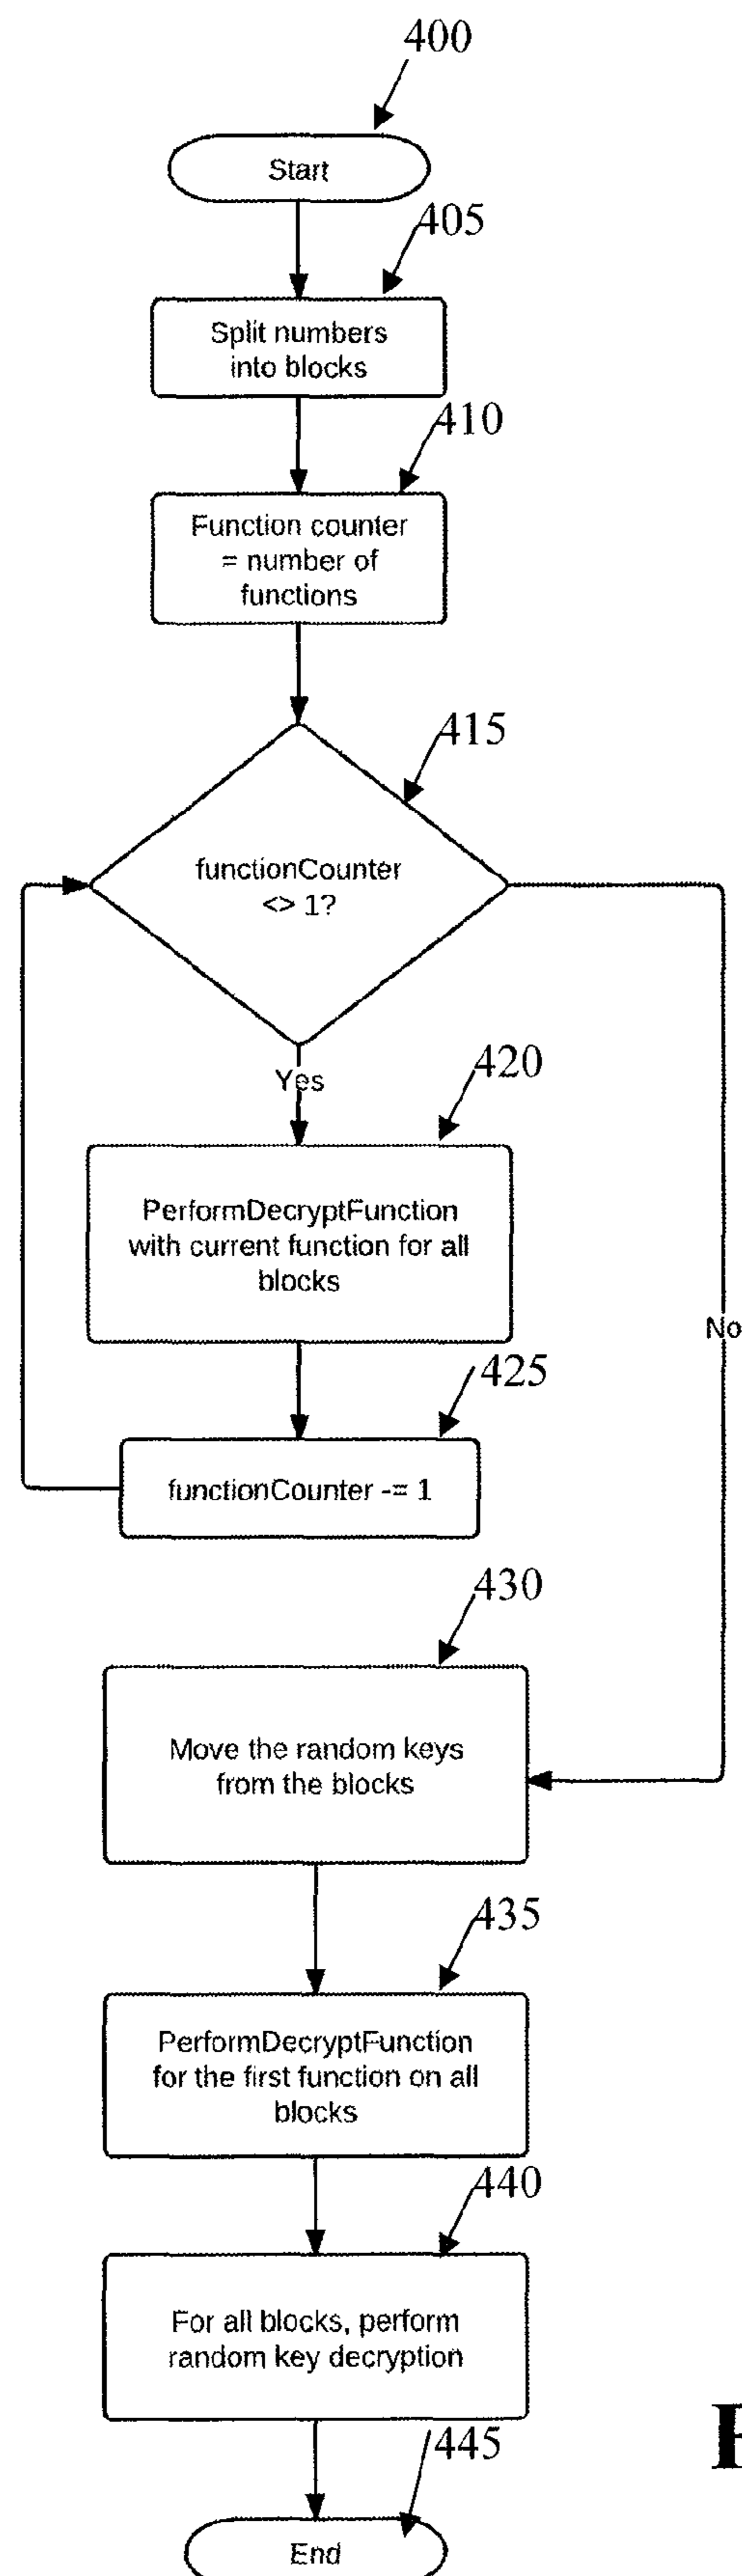 400
Start
405
Split numbers
into blocks
410
Function counter
= number of
functions
415
functionCounter
<> 1?
Yes
420
PerformDecryptFunction
with current function for all
blocks
No
425
functionCounter -= 1
430
Move the random keys
from the blocks
435
PerformDecryptFunction
for the first function on all
blocks
440
For all blocks, perform
random key decryption
445
End